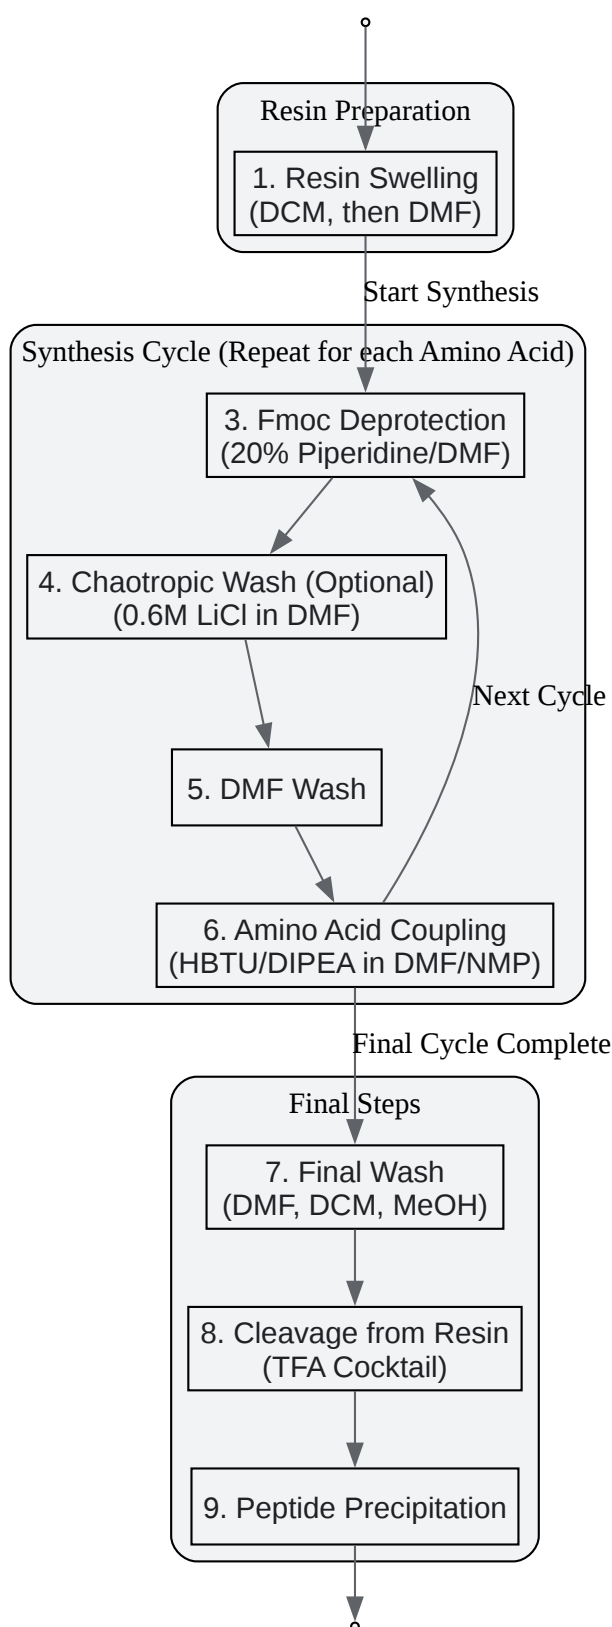 Resin Preparation
1. Resin Swelling
(DCM, then DMF)
Start Synthesis
Synthesis Cycle (Repeat for each Amino Acid)
3. Fmoc Deprotection
(20% Piperidine/DMF)
4. Chaotropic Wash (Optional)
(0.6M LiCl in DMF)
Next Cycle
5. DMF Wash
6. Amino Acid Coupling
(HBTU/DIPEA in DMF/NMP)
Final Cycle Complete
Final Steps
7. Final Wash
(DMF, DCM, MeOH)
8. Cleavage from Resin
(TFA Cocktail)
9. Peptide Precipitation